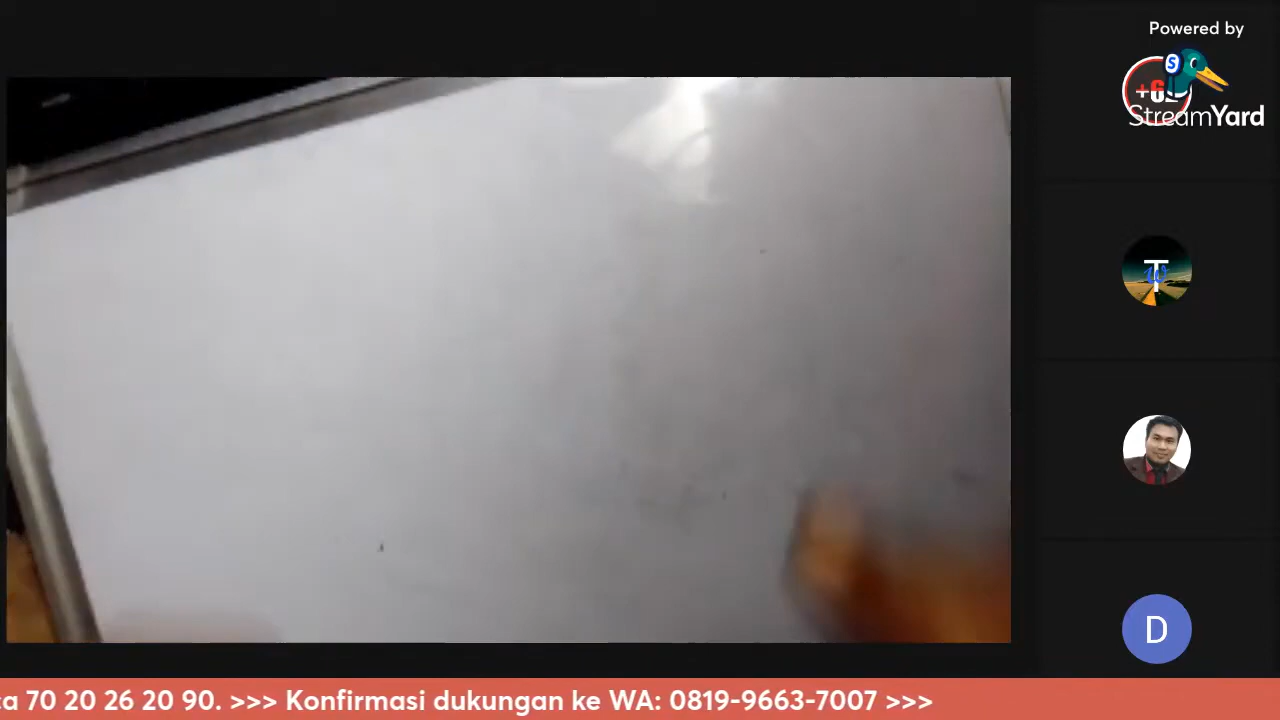 Powered by
StreamYard
T
D
70 20 26 20 90. >>> Konfirmasi dukungan ke WA: 0819-9663-7007 >>>